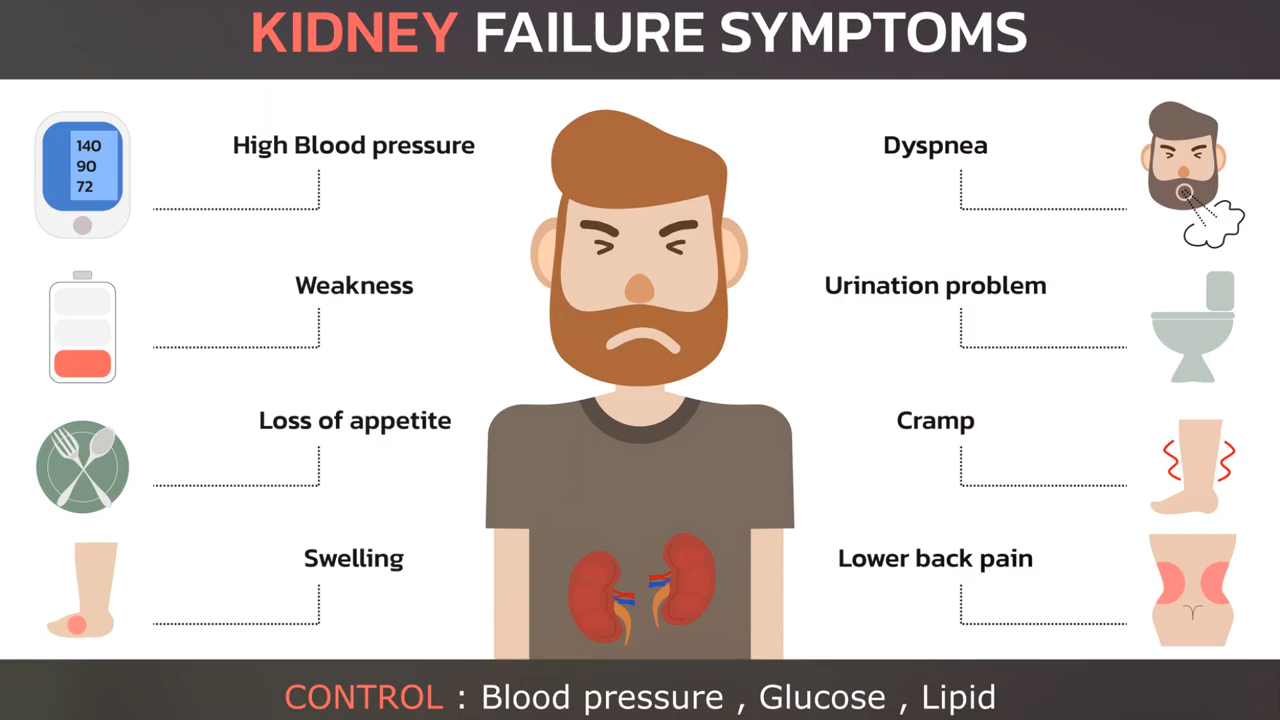 KIDNEY FAILURE SYMPTOMS
140
90
72
High Blood pressure
Weakness
Loss of appetite
Swelling
Dyspnea
Urination problem
Cramp
Lower back pain
CONTROL : Blood pressure , Glucose , Lipid